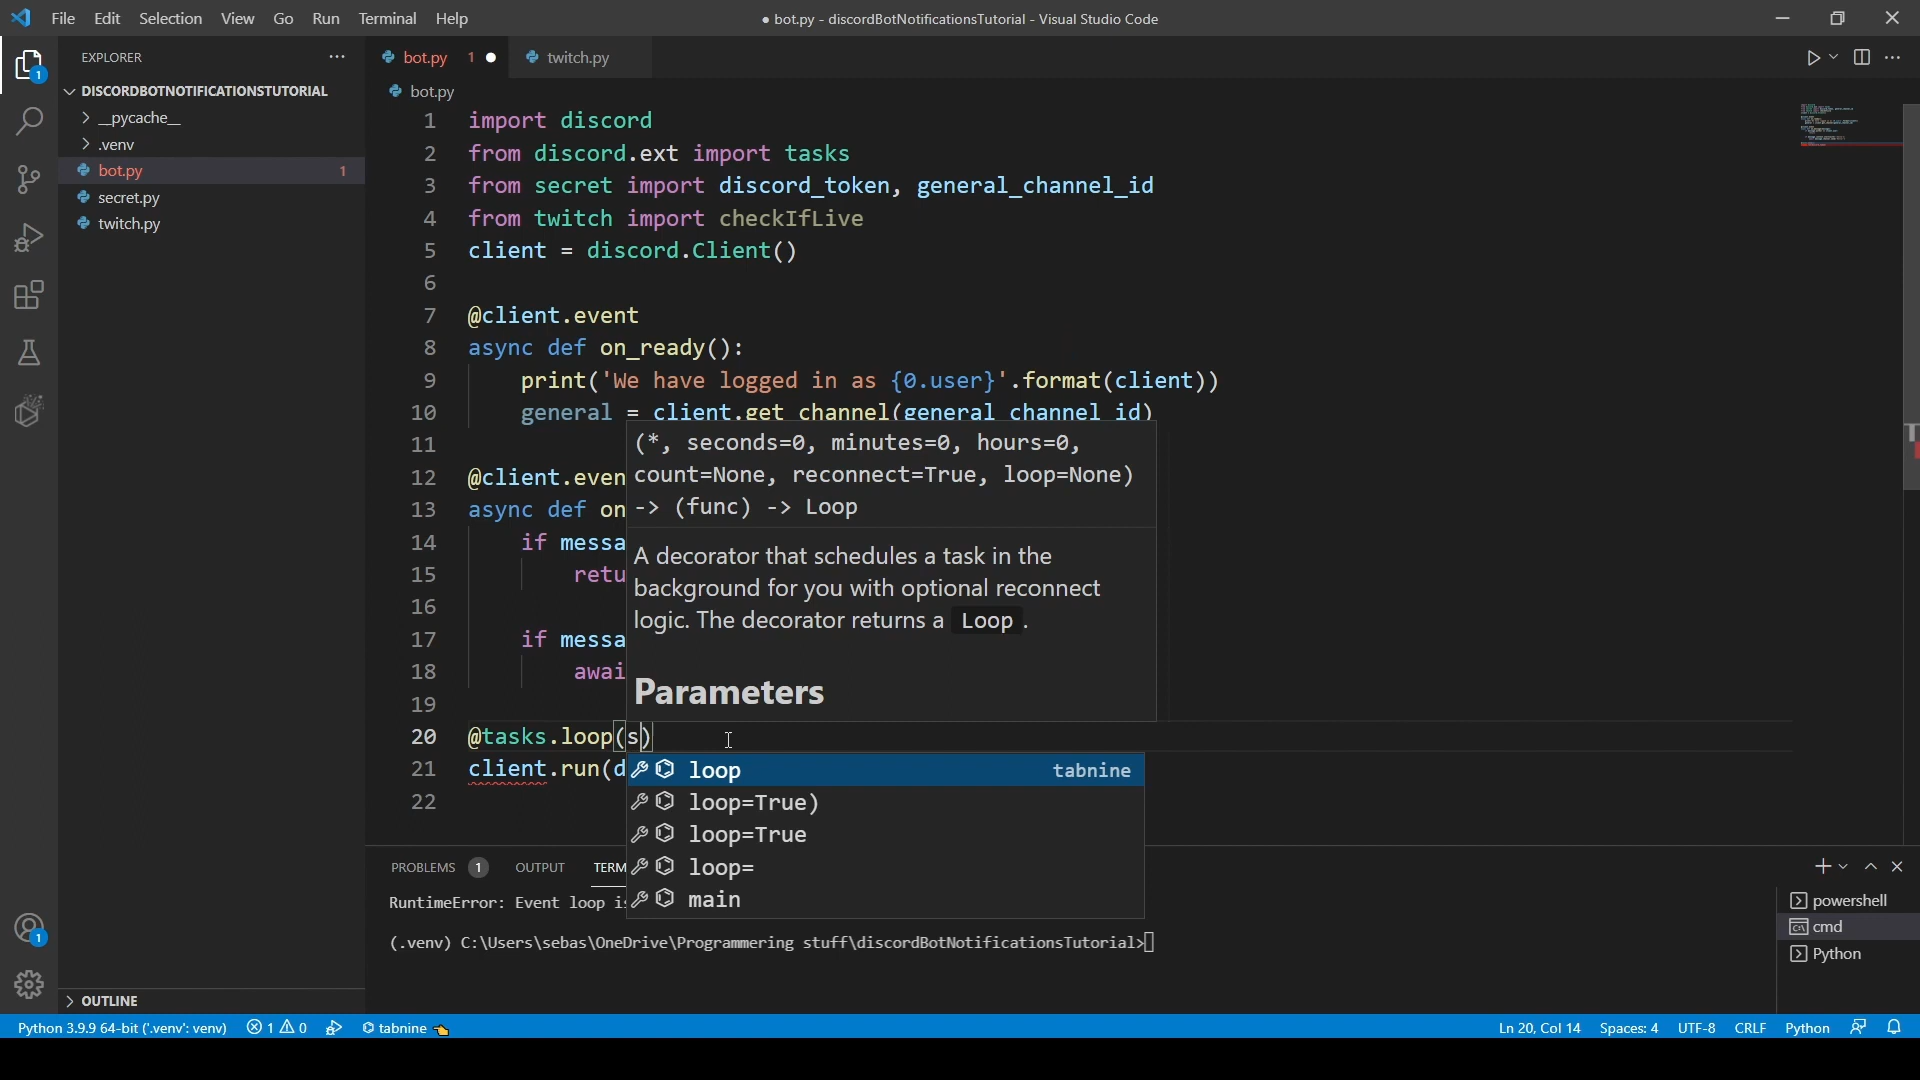 File Edit Selection View Go Run Terminal Help
● bot.py - discordBotNotificationsTutorial - Visual Studio Code
EXPLORER
bot.py 1
twitch.py
DISCORDBOTNOTIFICATIONSTUTORIAL
bot.py
__pycache__
.venv
bot.py 1
secret.py
twitch.py
1 import discord
2 from discord.ext import tasks
3 from secret import discord_token, general_channel_id
4 from twitch import checkIfLive
5 client = discord.Client()
6
7 @client.event
8 async def on_ready():
9 print('We have logged in as {0.user}'.format(client))
10 general = client.get_channel(general_channel_id)
11
12 @client.even
13 async def on
14 if messa
15 retu
16
17 if messa
18 awai
19
20 @tasks.loop(s)
21 client.run(d
22
(*, seconds=0, minutes=0, hours=0,
count=None, reconnect=True, loop=None)
-> (func) -> Loop
A decorator that schedules a task in the
background for you with optional reconnect
logic. The decorator returns a Loop .
Parameters
loop tabnine
loop=True)
loop=True
loop=
main
PROBLEMS 1 OUTPUT TERM
RuntimeError: Event loop is
(.venv) C:\Users\sebas\OneDrive\Programmering stuff\discordBotNotificationsTutorial>
powershell
cmd
Python
OUTLINE
1
1
Python 3.9.9 64-bit ('.venv': venv) 1 0 tabnine
Ln 20, Col 14 Spaces: 4 UTF-8 CRLF Python